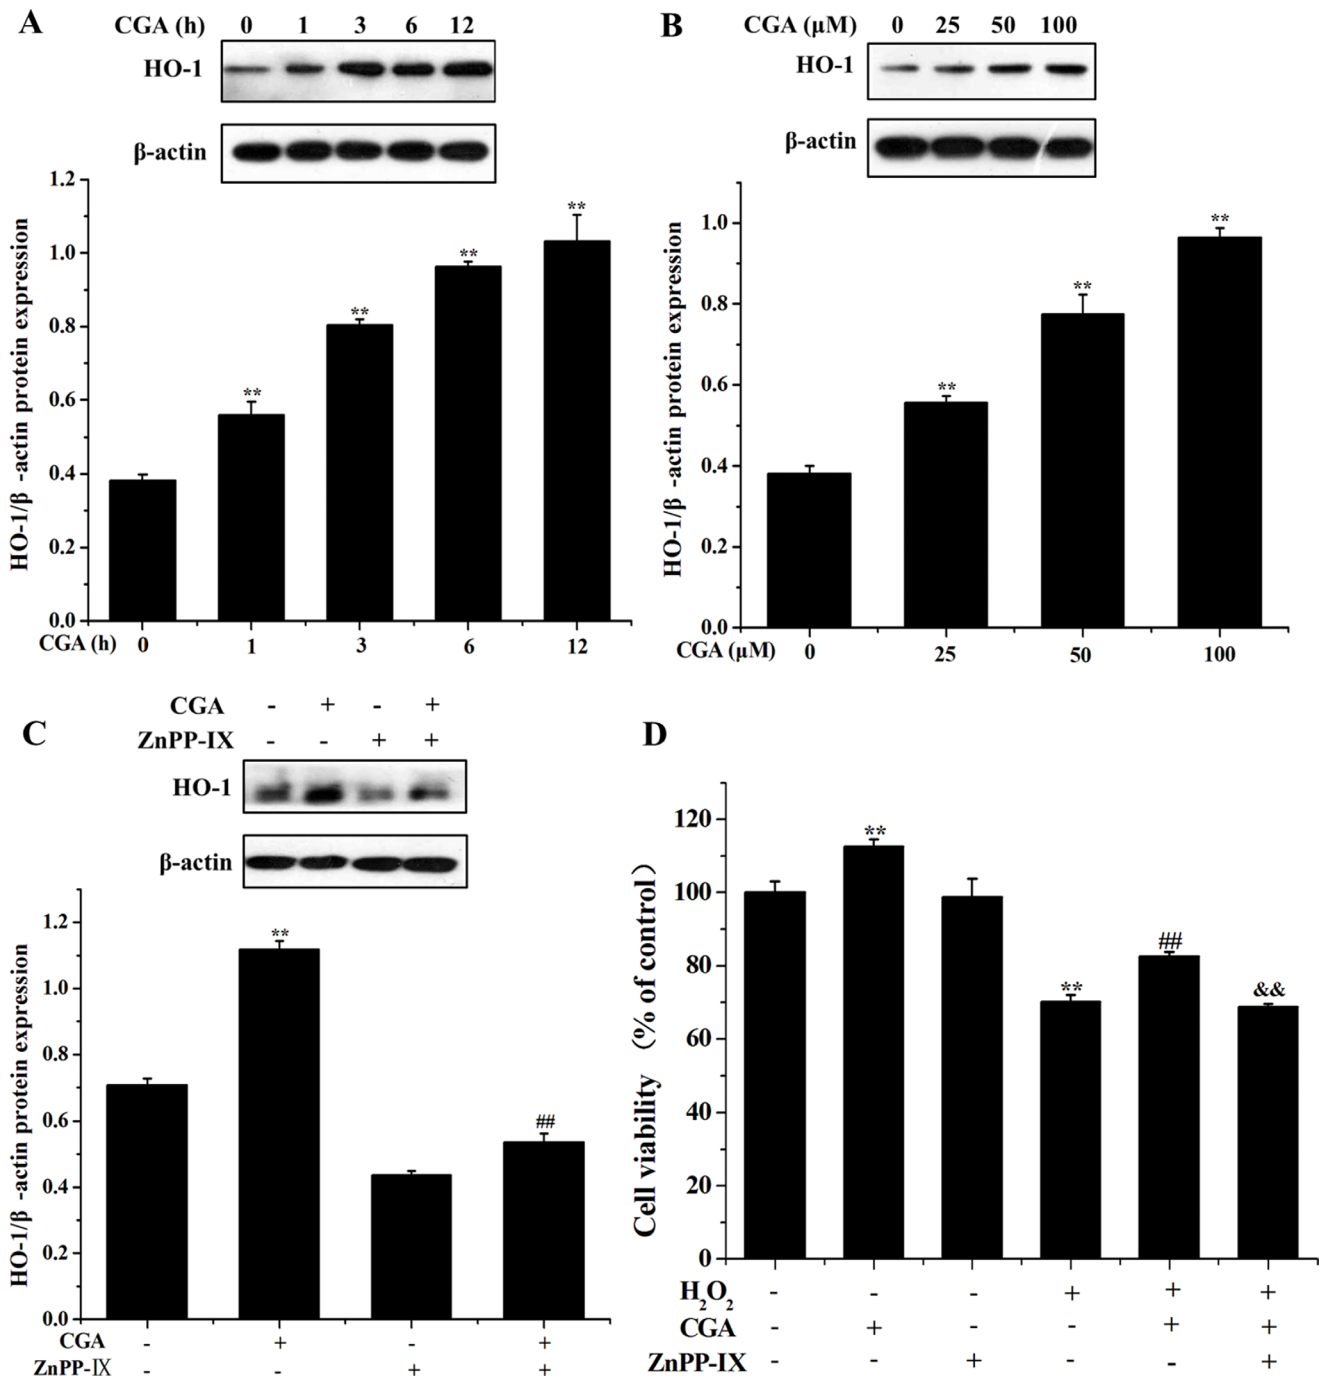 A
CGA (h) 0 1 3 6 12
HO-1
β-actin
HO-1/β -actin protein expression
1.2
1.0
0.8
0.6
0.4
0.2
0.0
** ** ** **
CGA (h) 0 1 3 6 12
B
CGA (μM) 0 25 50 100
HO-1
β-actin
HO-1/β -actin protein expression
1.0
0.8
0.6
0.4
0.2
0.0
** ** **
CGA (μM) 0 25 50 100
C
CGA - + - +
ZnPP-IX - - + +
HO-1
β-actin
HO-1/β -actin protein expression
1.2
1.0
0.8
0.6
0.4
0.2
0.0
** ##
CGA - + - +
ZnPP-IX - - + +
D
Cell viability (% of control)
120
100
80
60
40
20
0
** ** ## &&
H₂O₂ - - - + + +
CGA - + - - + +
ZnPP-IX - - + - - +